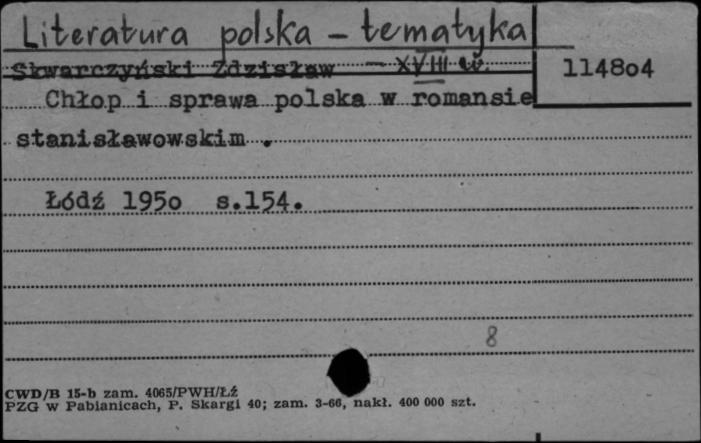 Literatura polska - tematyka
Skwarczyński Zdzisław - XVIII w.
114804
Chłop i sprawa polska w romansie
stanisławowskim .
Łódź 195o s.154.
8
CWD/B 15-b zam. 4065/PWH/Łź
PZG w Pabianicach, P. Skargi 40; zam. 3-66, nakł. 400 000 szt.